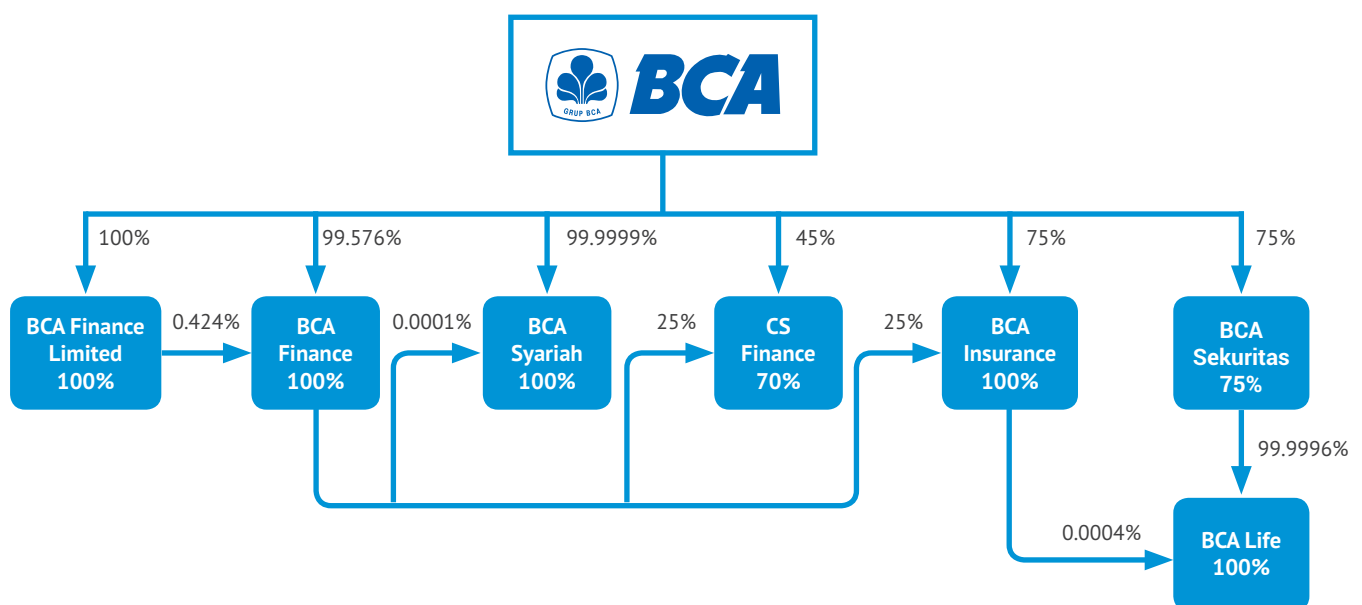 GRUP BCA
BCA
100%
99.576%
99.9999%
45%
75%
75%
BCA Finance
Limited
100%
0.424%
BCA
Finance
100%
0.0001%
BCA
Syariah
100%
25%
CS
Finance
70%
25%
BCA
Insurance
100%
BCA
Sekuritas
75%
99.9996%
0.0004%
BCA Life
100%